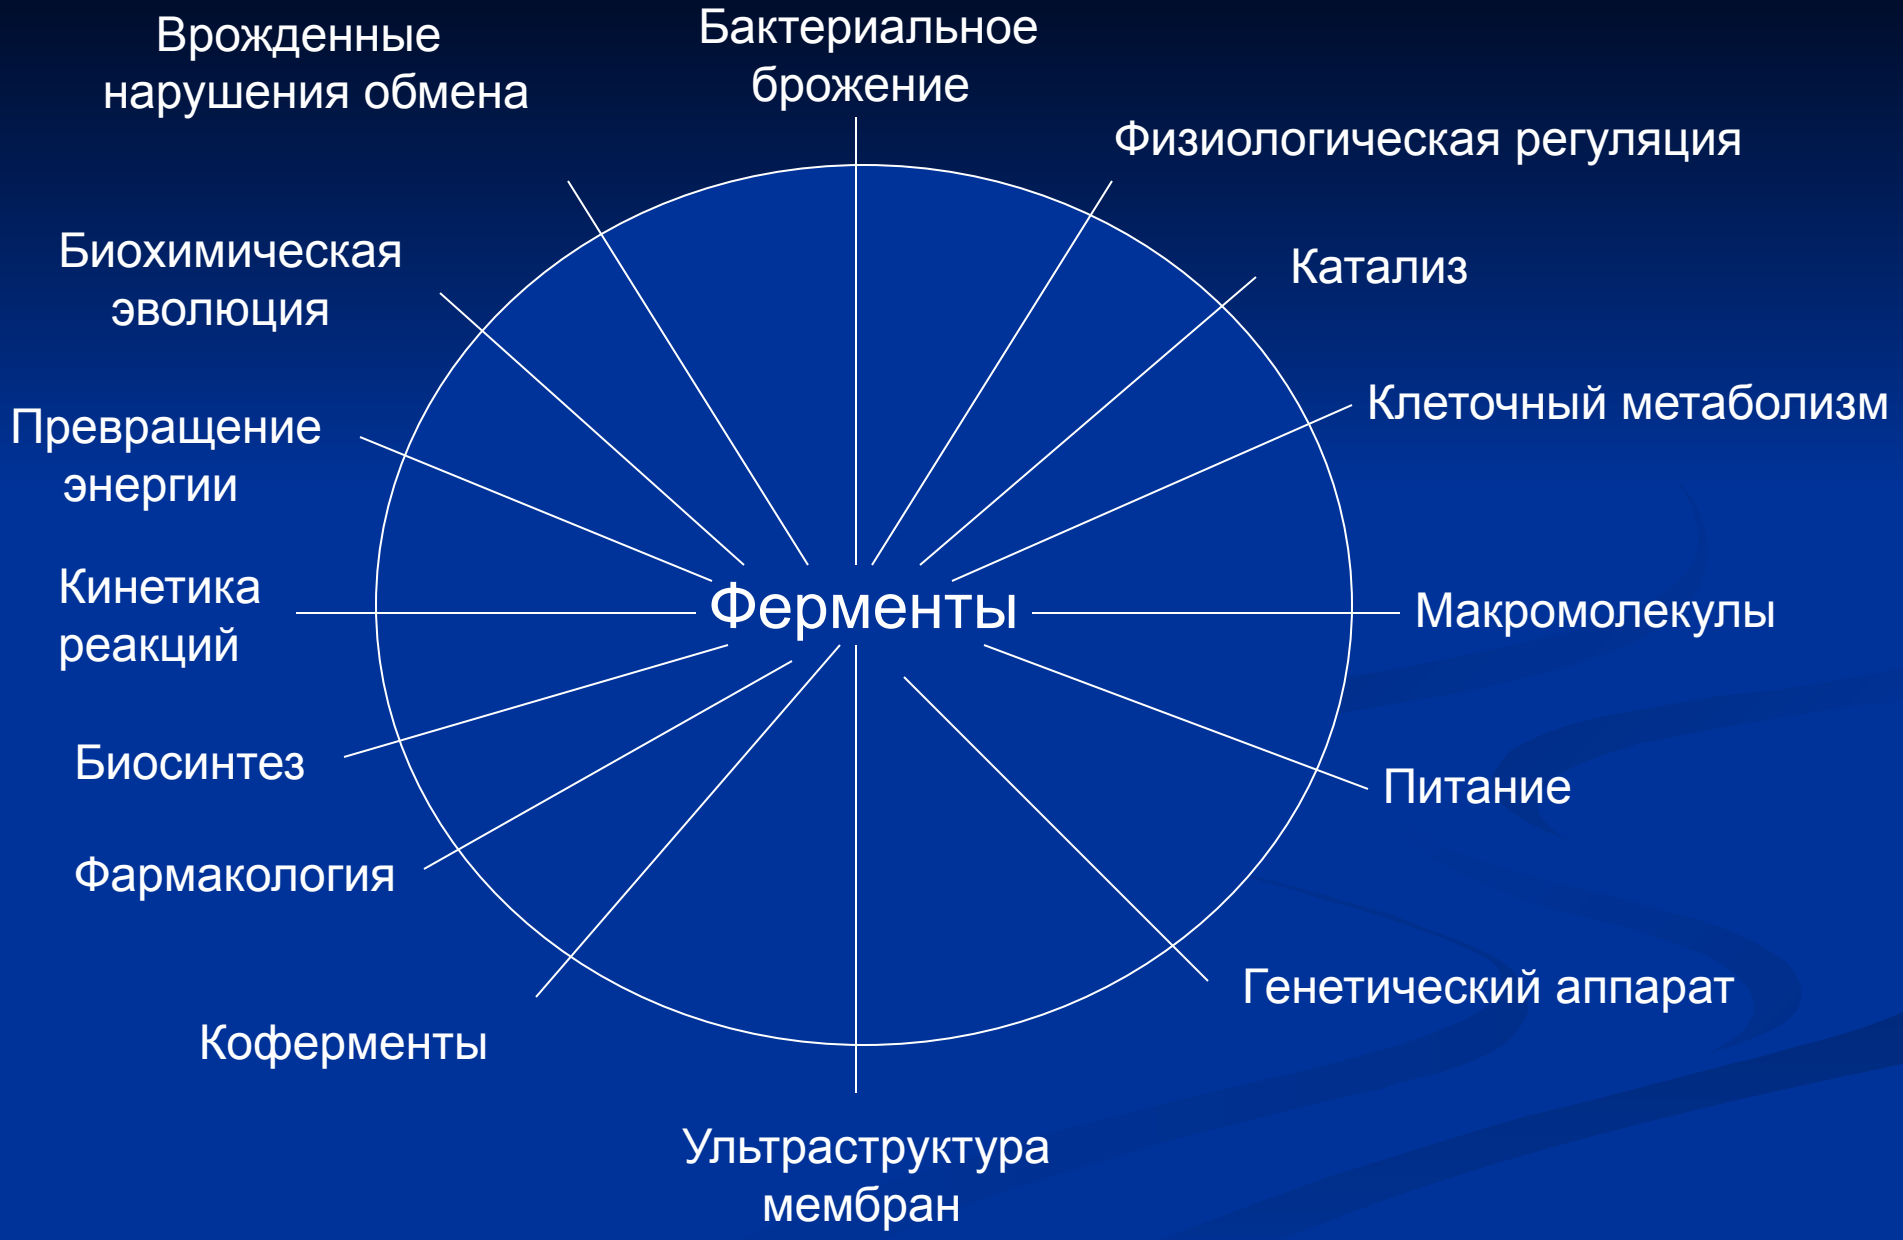 Врожденные
нарушения обмена
Бактериальное
брожение
Физиологическая регуляция
Биохимическая
эволюция
Катализ
Превращение
энергии
Клеточный метаболизм
Кинетика
реакций
Ферменты
Макромолекулы
Биосинтез
Питание
Фармакология
Генетический аппарат
Коферменты
Ультраструктура
мембран